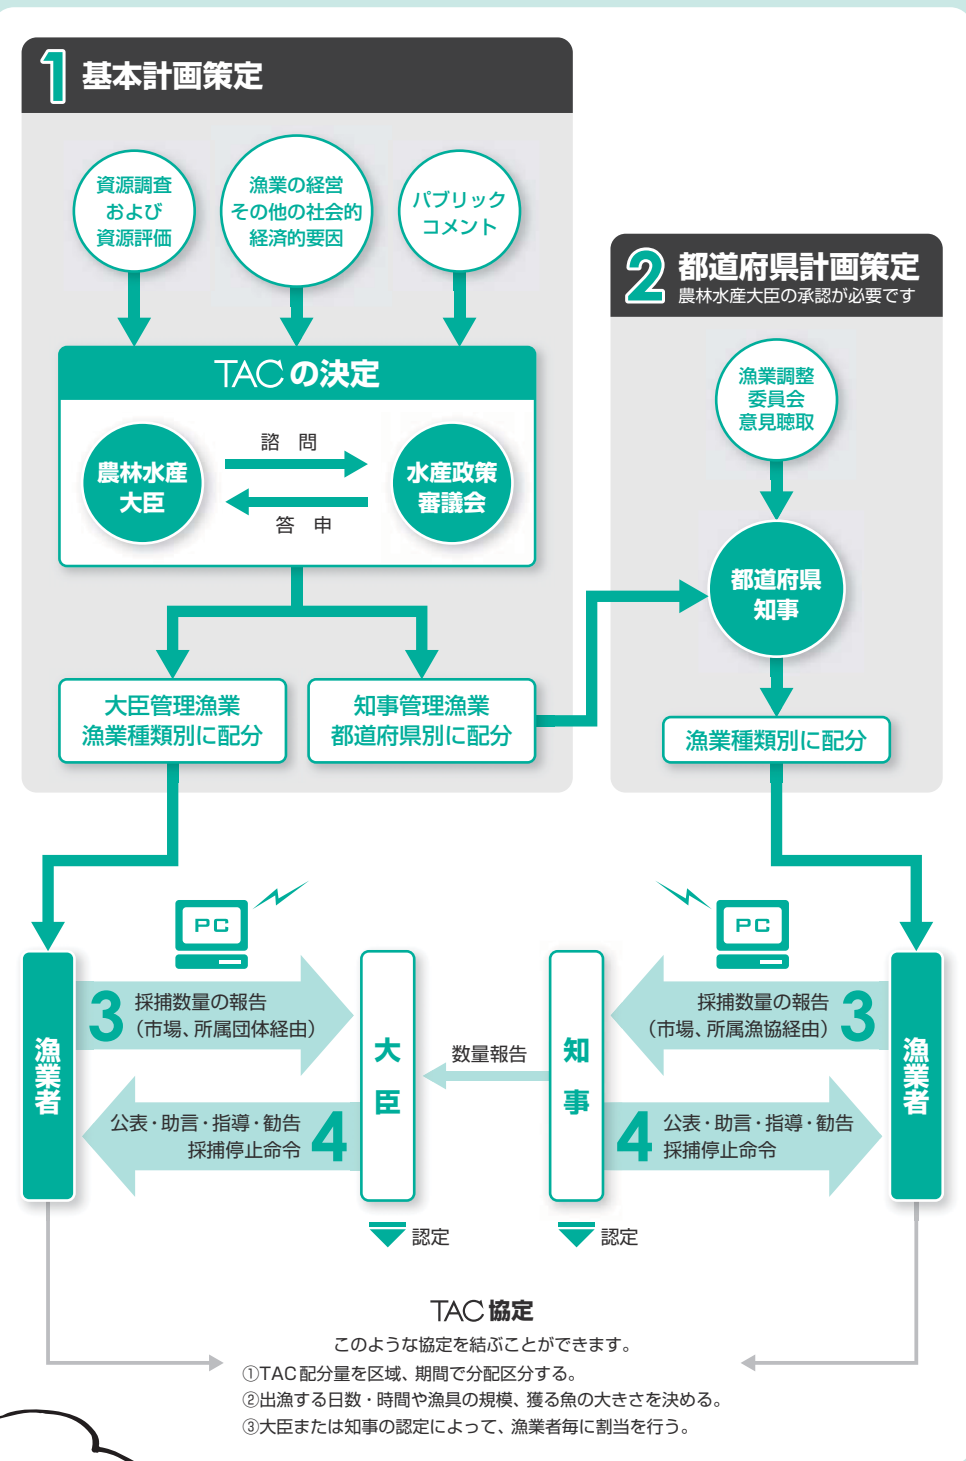 1 基本計画策定
資源調査
および
資源評価
漁業の経営
その他の社会的
経済的要因
パブリック
コメント
TACの決定
農林水産
大臣
諮 問
答 申
水産政策
審議会
大臣管理漁業
漁業種類別に配分
知事管理漁業
都道府県別に配分
2 都道府県計画策定
農林水産大臣の承認が必要です
漁業調整
委員会
意見聴取
都道府県
知事
漁業種類別に配分
PC
PC
漁業者
3 採捕数量の報告
(市場、所属団体経由)
公表・助言・指導・勧告
採捕停止命令 4
大臣
数量報告
知事
採捕数量の報告
(市場、所属漁協経由) 3
4 公表・助言・指導・勧告
採捕停止命令
漁業者
認定
認定
TAC協定
このような協定を結ぶことができます。
①TAC配分量を区域、期間で分配区分する。
②出漁する日数・時間や漁具の規模、獲る魚の大きさを決める。
③大臣または知事の認定によって、漁業者毎に割当を行う。